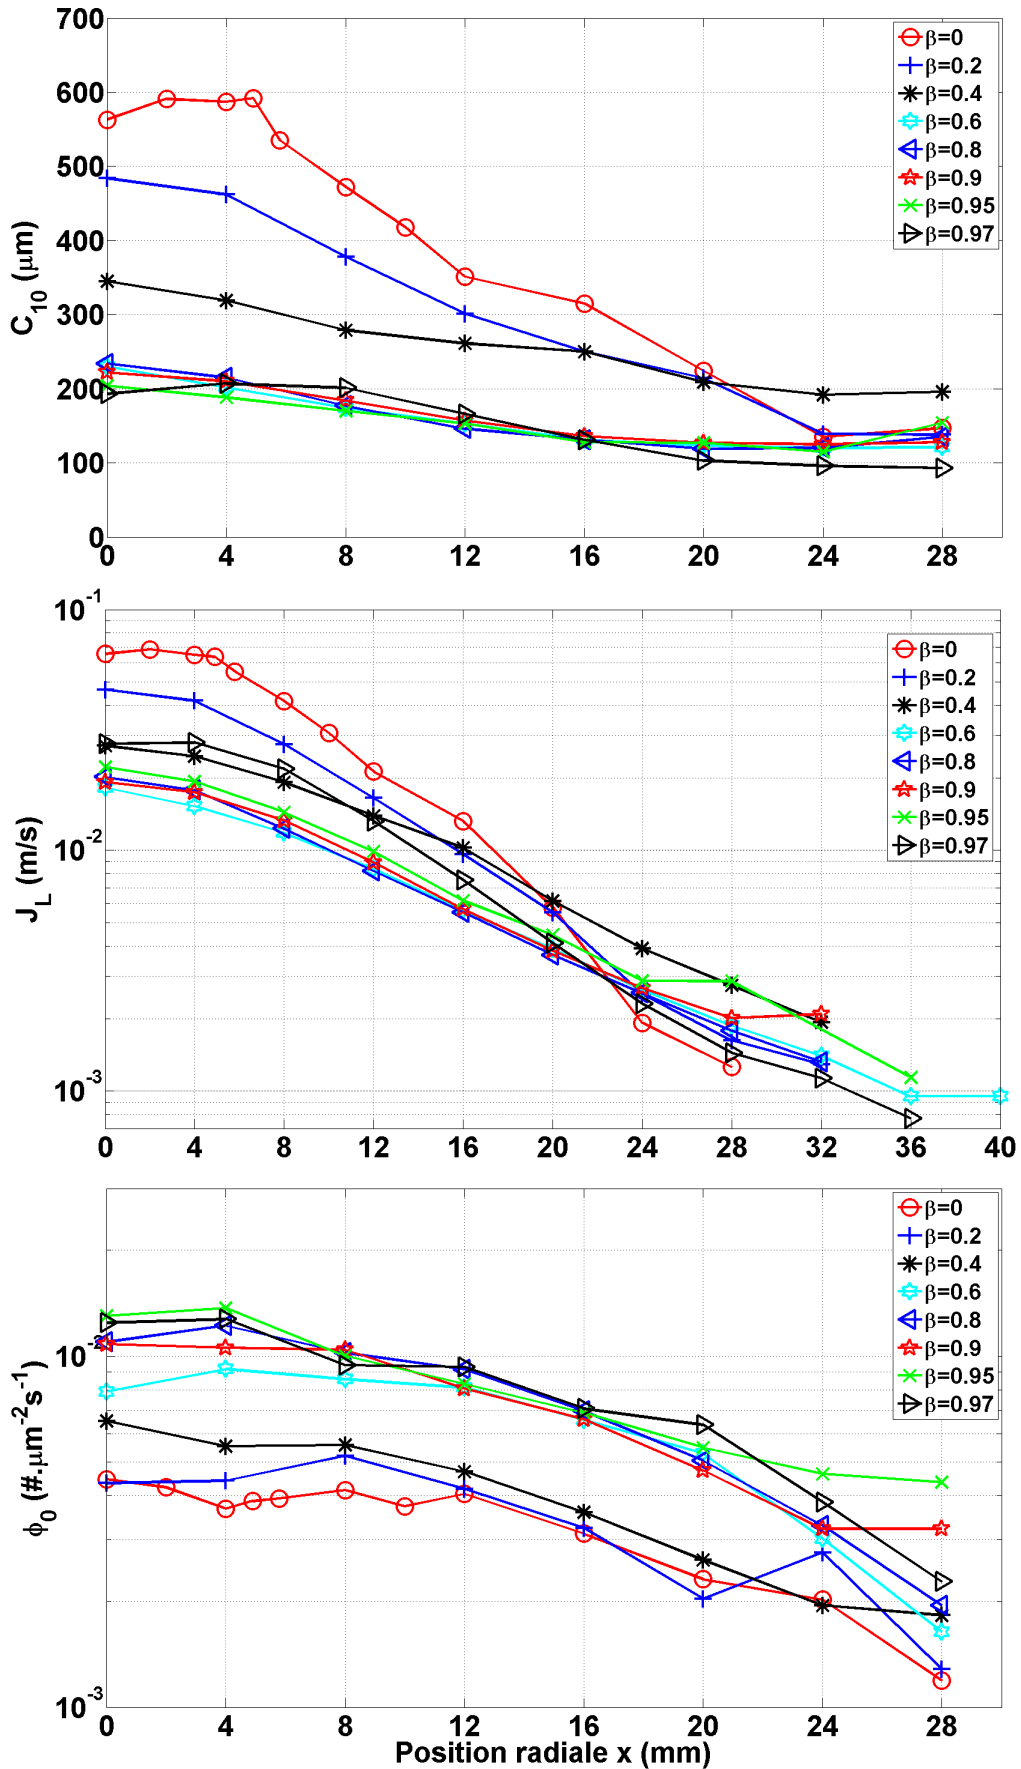 700
600
500
400
300
200
100
0
C10 (μm)
0 4 8 12 16 20 24 28
β=0
β=0.2
β=0.4
β=0.6
β=0.8
β=0.9
β=0.95
β=0.97
10-1
10-2
10-3
JL (m/s)
0 4 8 12 16 20 24 28 32 36 40
β=0
β=0.2
β=0.4
β=0.6
β=0.8
β=0.9
β=0.95
β=0.97
10-2
10-3
ϕ0 (#.μm-2s-1)
0 4 8 12 16 20 24 28
Position radiale x (mm)
β=0
β=0.2
β=0.4
β=0.6
β=0.8
β=0.9
β=0.95
β=0.97